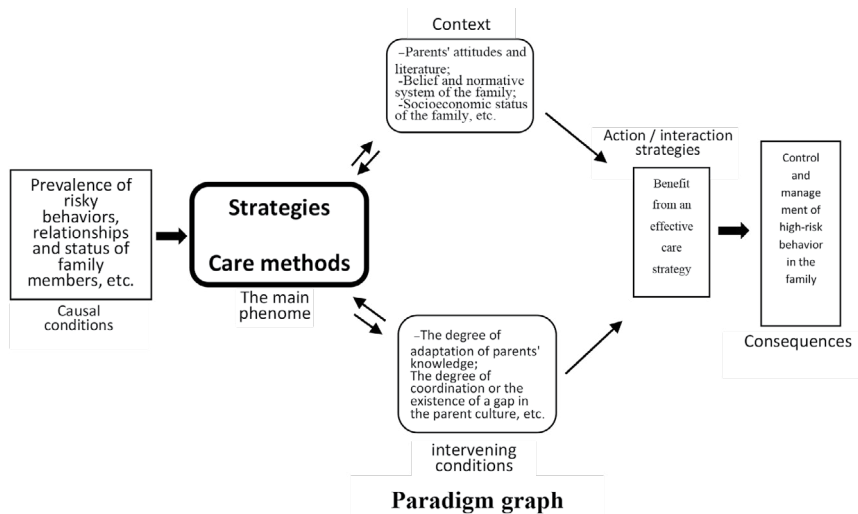 Context
–Parents' attitudes and
literature;
-Belief and normative
system of the family;
-Socioeconomic status
of the family, etc.
Prevalence of
risky
behaviors,
relationships
and status of
family
members, etc.
Causal
conditions
Strategies
Care methods
The main
phenome
–The degree of
adaptation of parents'
knowledge;
The degree of
coordination or the
existence of a gap in
the parent culture, etc.
intervening
conditions
Action / interaction
strategies
Benefit
from an
effective
care
strategy
Control
and
manage
ment of
high-risk
behavior
in the
family
Consequences
Paradigm graph